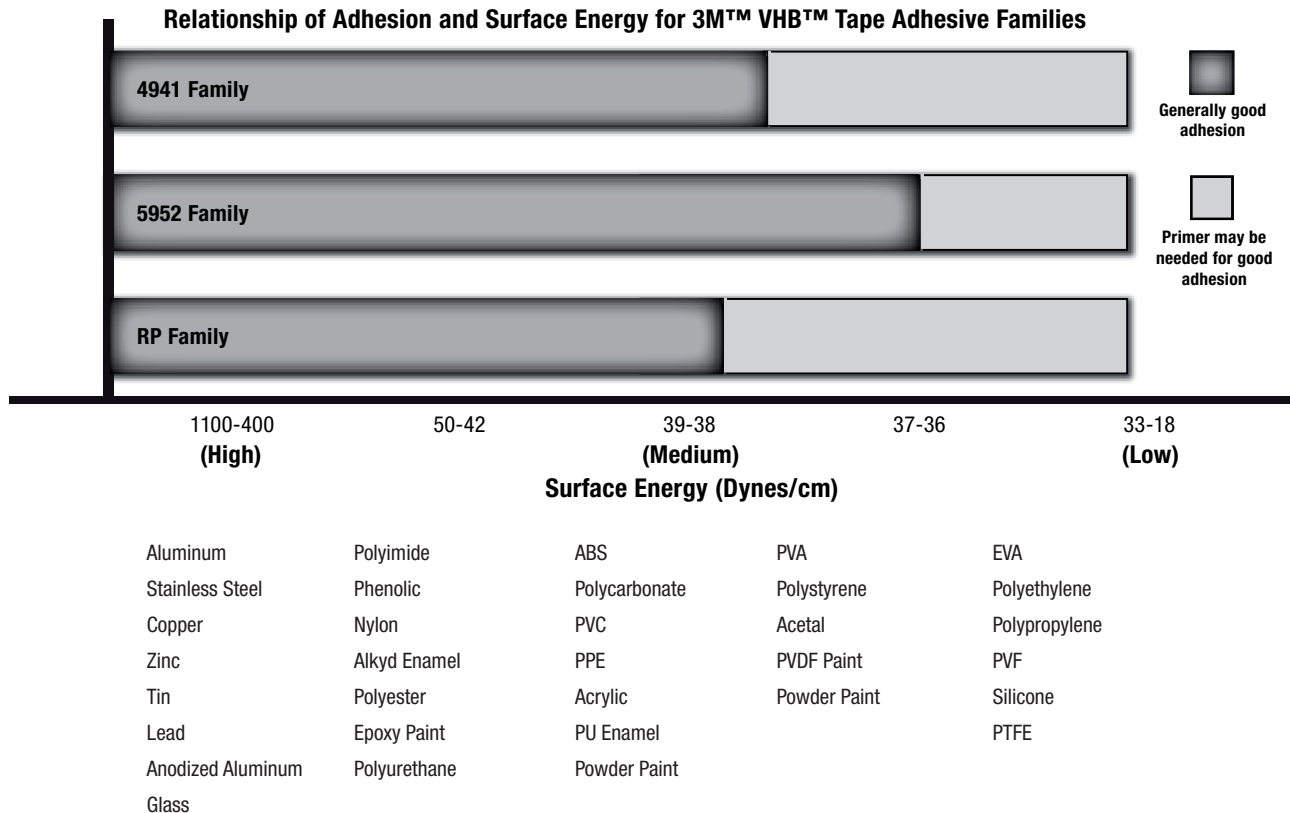 Relationship of Adhesion and Surface Energy for 3M™ VHB™ Tape Adhesive Families
4941 Family
Generally good
adhesion
5952 Family
Primer may be
needed for good
adhesion
RP Family
1100-400 50-42 39-38 37-36 33-18
(High) (Medium) (Low)
Surface Energy (Dynes/cm)
Aluminum Polyimide ABS PVA EVA
Stainless Steel Phenolic Polycarbonate Polystyrene Polyethylene
Copper Nylon PVC Acetal Polypropylene
Zinc Alkyd Enamel PPE PVDF Paint PVF
Tin Polyester Acrylic Powder Paint Silicone
Lead Epoxy Paint PU Enamel PTFE
Anodized Aluminum Polyurethane Powder Paint
Glass